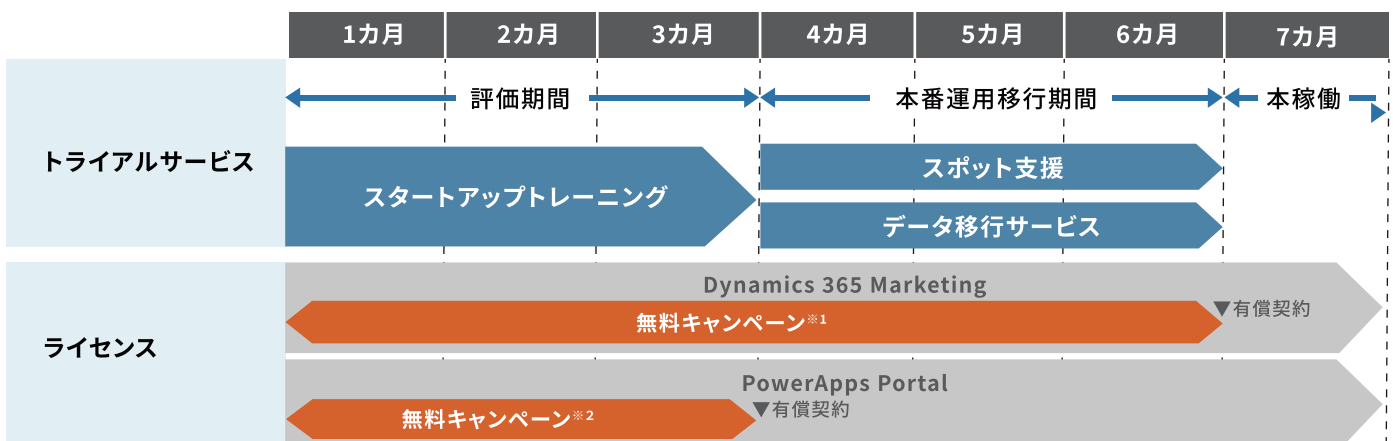 1カ月 2カ月 3カ月 4カ月 5カ月 6カ月 7カ月
評価期間 本番運用移行期間 本稼働
トライアルサービス
スタートアップトレーニング
スポット支援
データ移行サービス
ライセンス
Dynamics 365 Marketing
無料キャンペーン※1
▼有償契約
PowerApps Portal
無料キャンペーン※2
▼有償契約